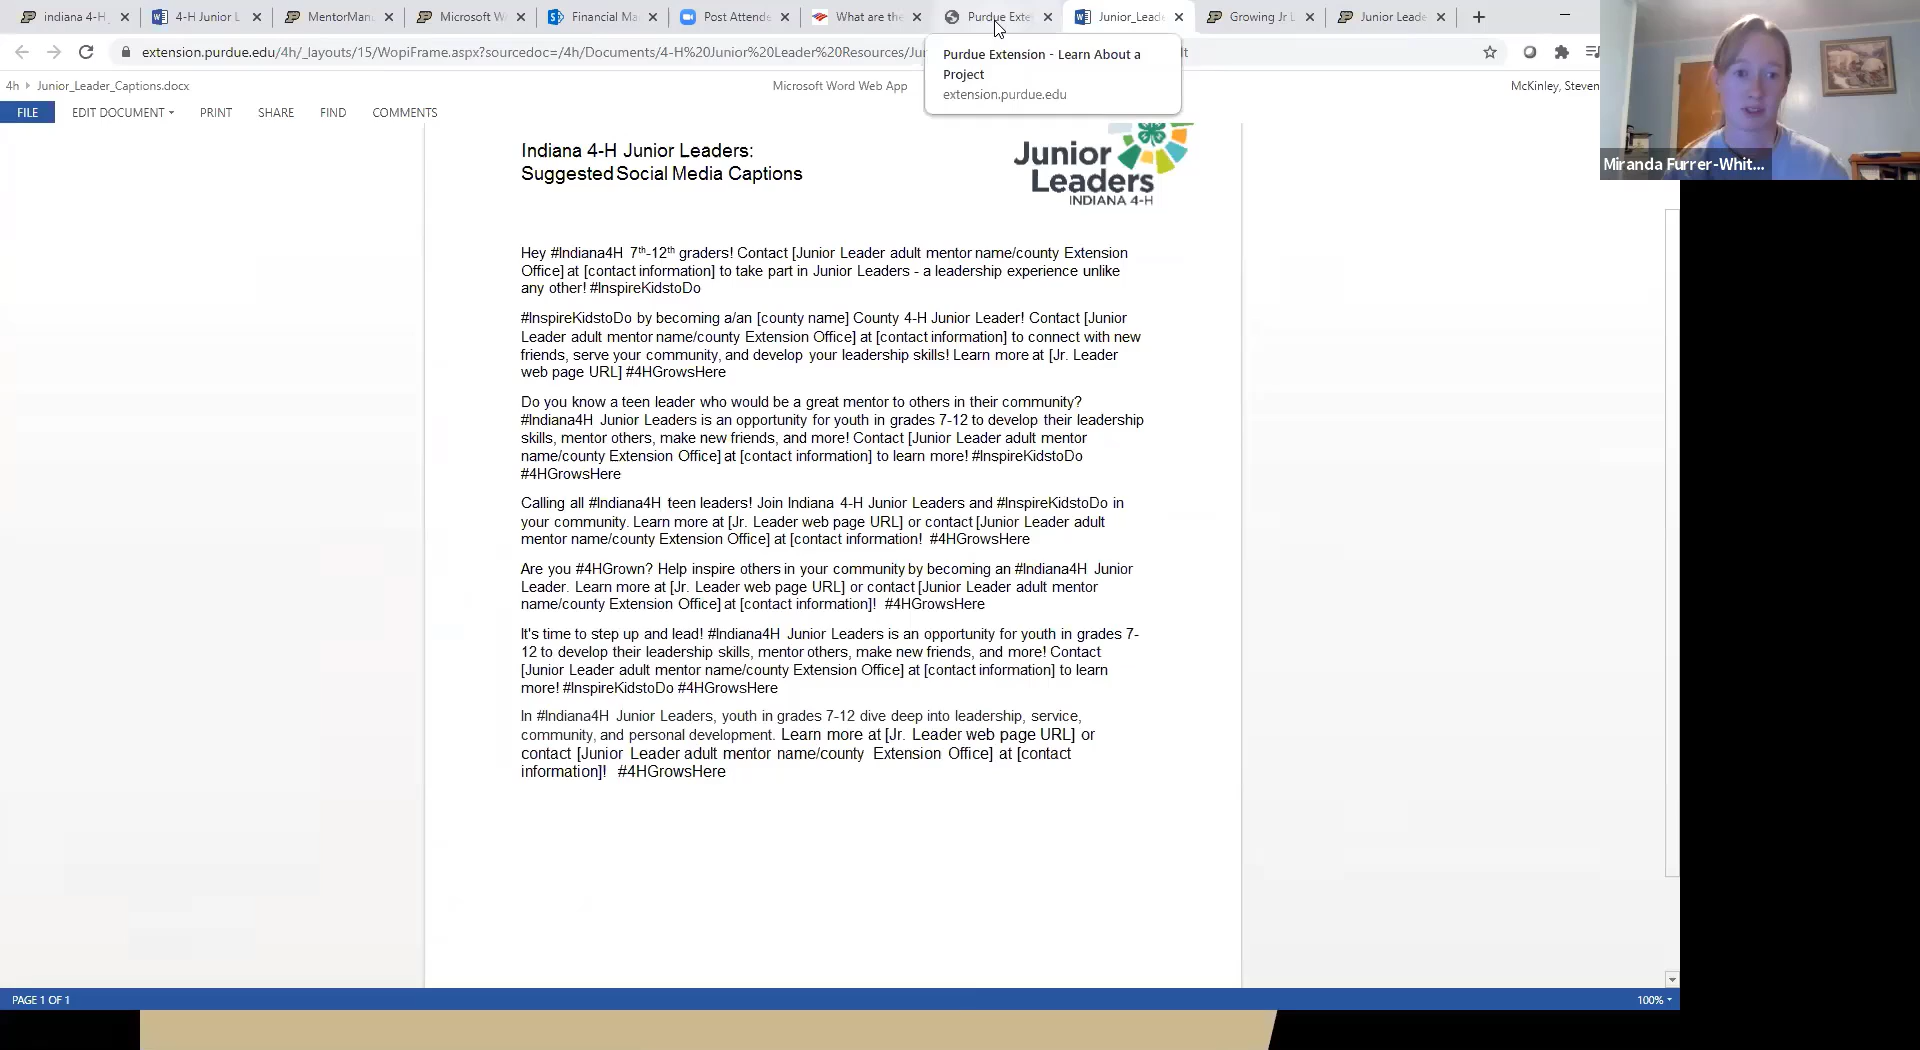 indiana 4-H
4-H Junior L
MentorManu
Microsoft W
Financial Ma
Post Attende
What are the
Purdue Exte
Junior_Leade
Growing Jr L
Junior Leade
extension.purdue.edu/4h/_layouts/15/WopiFrame.aspx?sourcedoc=/4h/Documents/4-H%20Junior%20Leader%20Resources/Jun
Purdue Extension - Learn About a
Project
extension.purdue.edu
4h
Junior_Leader_Captions.docx
Microsoft Word Web App
McKinley, Steven
FILE
EDIT DOCUMENT
PRINT
SHARE
FIND
COMMENTS
Miranda Furrer-Whit...
Indiana 4-H Junior Leaders:
Suggested Social Media Captions
Junior
Leaders
INDIANA 4-H
Hey #Indiana4H 7th-12th graders! Contact [Junior Leader adult mentor name/county Extension
Office] at [contact information] to take part in Junior Leaders - a leadership experience unlike
any other! #InspireKidstoDo
#InspireKidstoDo by becoming a/an [county name] County 4-H Junior Leader! Contact [Junior
Leader adult mentor name/county Extension Office] at [contact information] to connect with new
friends, serve your community, and develop your leadership skills! Learn more at [Jr. Leader
web page URL] #4HGrowsHere
Do you know a teen leader who would be a great mentor to others in their community?
#Indiana4H Junior Leaders is an opportunity for youth in grades 7-12 to develop their leadership
skills, mentor others, make new friends, and more! Contact [Junior Leader adult mentor
name/county Extension Office] at [contact information] to learn more! #InspireKidstoDo
#4HGrowsHere
Calling all #Indiana4H teen leaders! Join Indiana 4-H Junior Leaders and #InspireKidstoDo in
your community. Learn more at [Jr. Leader web page URL] or contact [Junior Leader adult
mentor name/county Extension Office] at [contact information! #4HGrowsHere
Are you #4HGrown? Help inspire others in your community by becoming an #Indiana4H Junior
Leader. Learn more at [Jr. Leader web page URL] or contact [Junior Leader adult mentor
name/county Extension Office] at [contact information]! #4HGrowsHere
It's time to step up and lead! #Indiana4H Junior Leaders is an opportunity for youth in grades 7-
12 to develop their leadership skills, mentor others, make new friends, and more! Contact
[Junior Leader adult mentor name/county Extension Office] at [contact information] to learn
more! #InspireKidstoDo #4HGrowsHere
In #Indiana4H Junior Leaders, youth in grades 7-12 dive deep into leadership, service,
community, and personal development. Learn more at [Jr. Leader web page URL] or
contact [Junior Leader adult mentor name/county Extension Office] at [contact
information]! #4HGrowsHere
PAGE 1 OF 1
100%